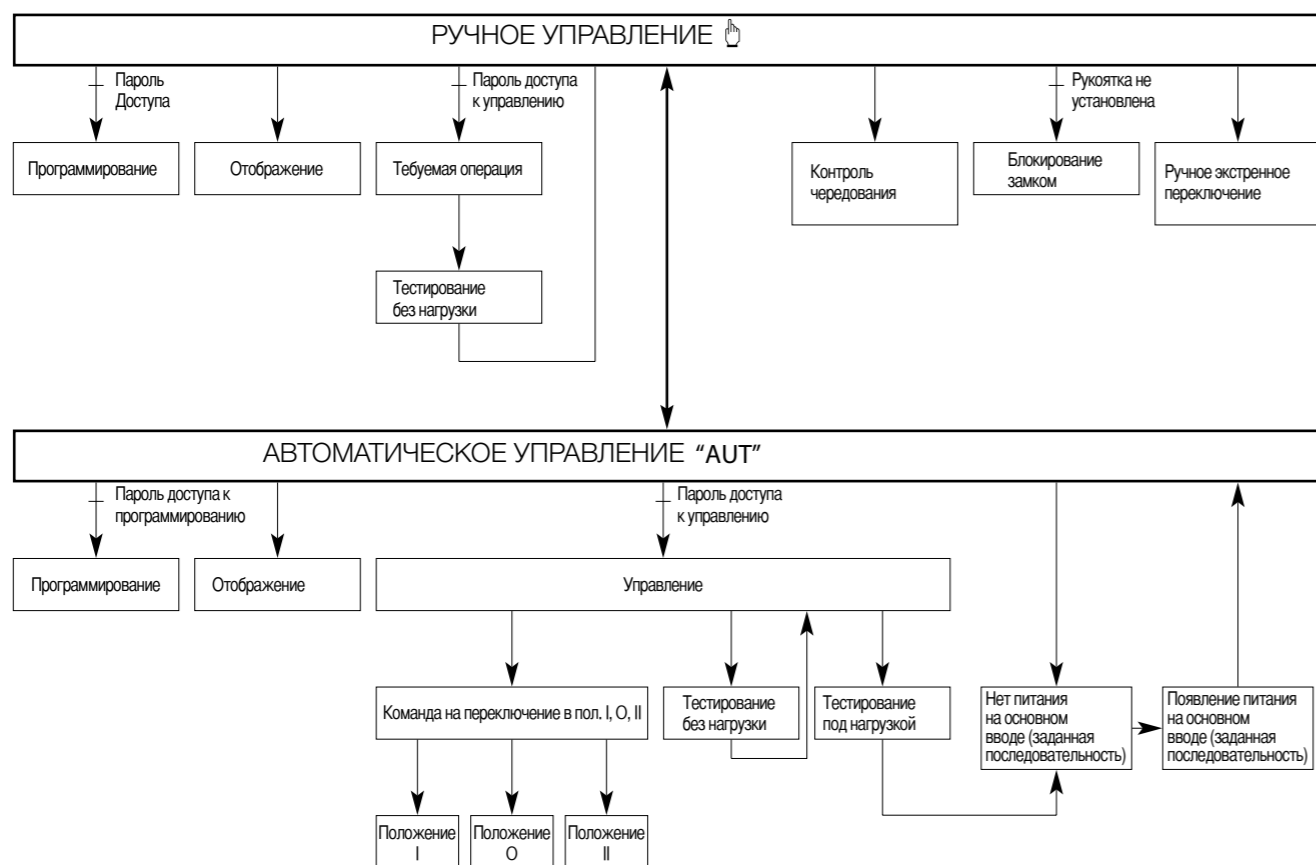 РУЧНОЕ УПРАВЛЕНИЕ
Пароль
Доступа
Пароль доступа
к управлению
Рукоятка не
установлена
Программирование
Отображение
Тебуемая операция
Контроль
чередования
Блокирование
замком
Ручное экстренное
переключение
Тестирование
без нагрузки
АВТОМАТИЧЕСКОЕ УПРАВЛЕНИЕ "AUT"
Пароль доступа к
программированию
Пароль доступа
к управлению
Программирование
Отображение
Управление
Команда на переключение в пол. I, O, II
Тестирование
без нагрузки
Тестирование
под нагрузкой
Нет питания
на основном
вводе (заданная
последовательность)
Появление питания
на основном
вводе (заданная
последовательность)
Положение
I
Положение
O
Положение
II